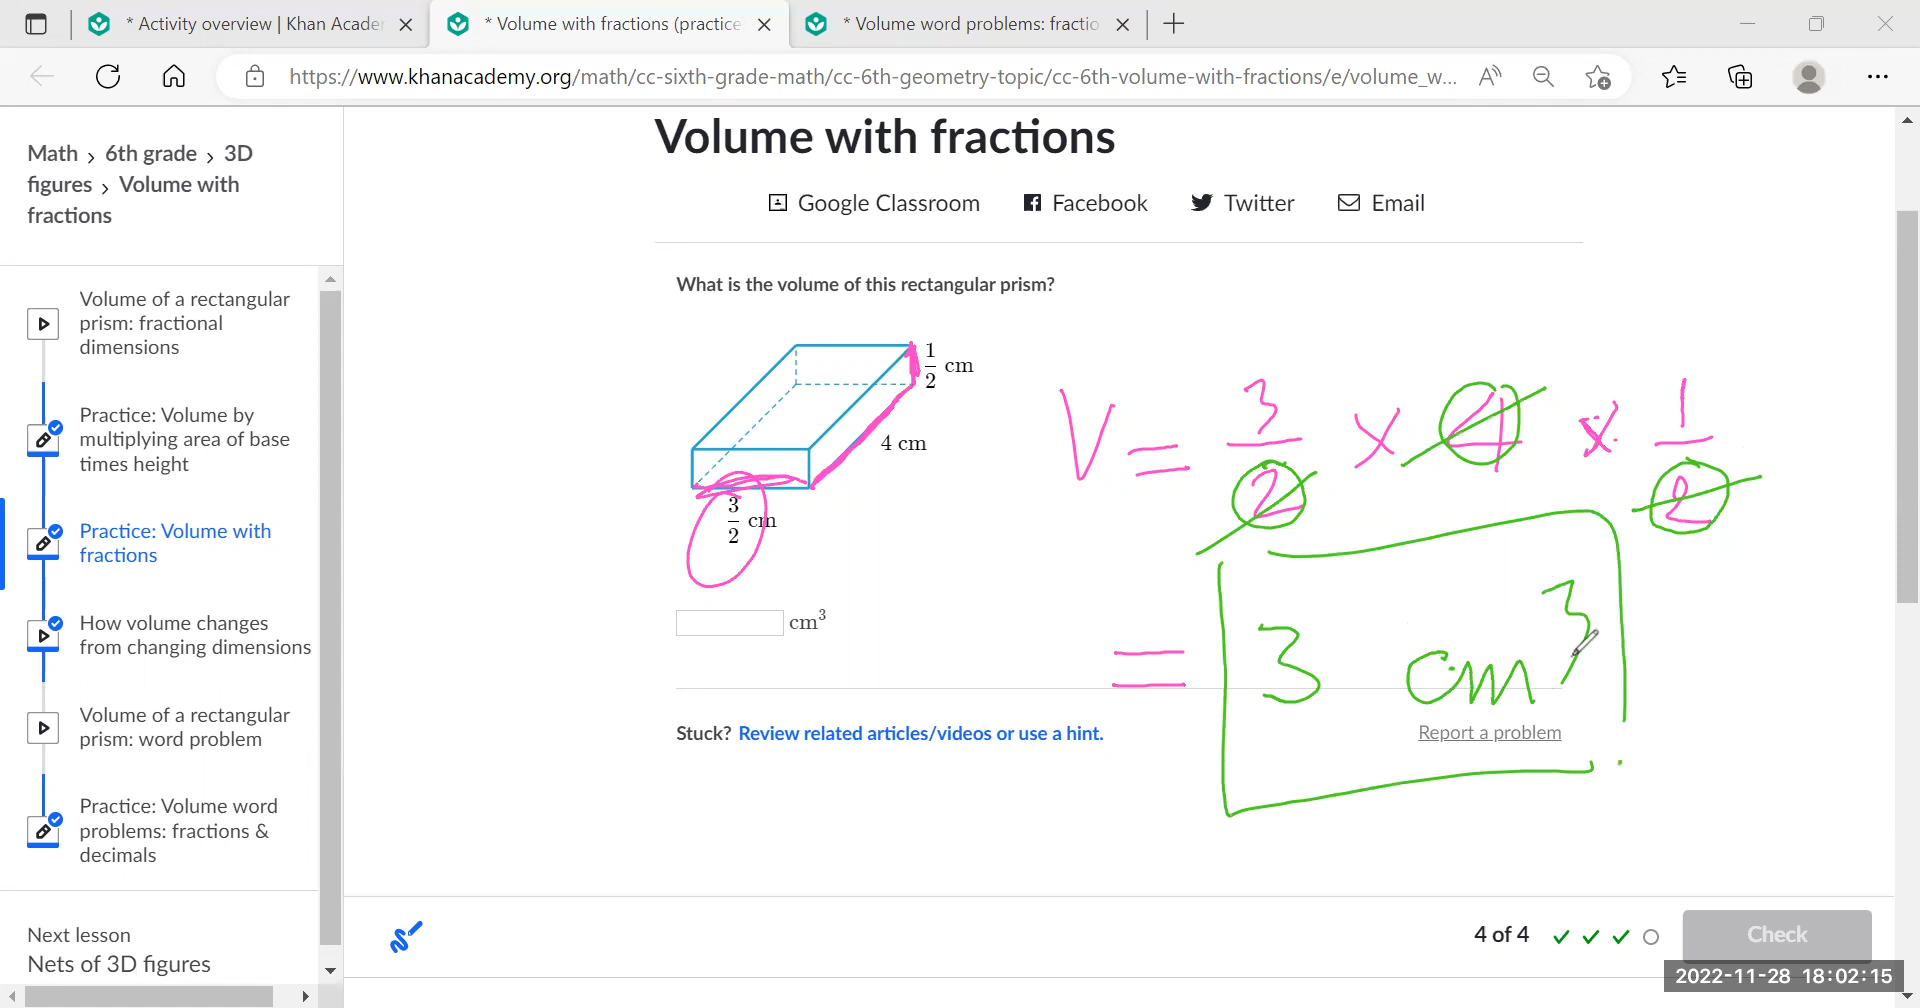 * Activity overview | Khan Acade
* Volume with fractions (practice
* Volume word problems: fractio
https://www.khanacademy.org/math/cc-sixth-grade-math/cc-6th-geometry-topic/cc-6th-volume-with-fractions/e/volume_w...
Math › 6th grade › 3D
figures › Volume with
fractions
Volume of a rectangular
prism: fractional
dimensions
Practice: Volume by
multiplying area of base
times height
Practice: Volume with
fractions
How volume changes
from changing dimensions
Volume of a rectangular
prism: word problem
Practice: Volume word
problems: fractions &
decimals
Next lesson
Nets of 3D figures
Volume with fractions
Google Classroom Facebook Twitter Email
What is the volume of this rectangular prism?
1/2 cm
4 cm
3/2 cm
cm³
V = 3/2 × 4 × 1/2
= 3 cm³
Stuck? Review related articles/videos or use a hint.
Report a problem
4 of 4
Check
2022-11-28 18:02:15